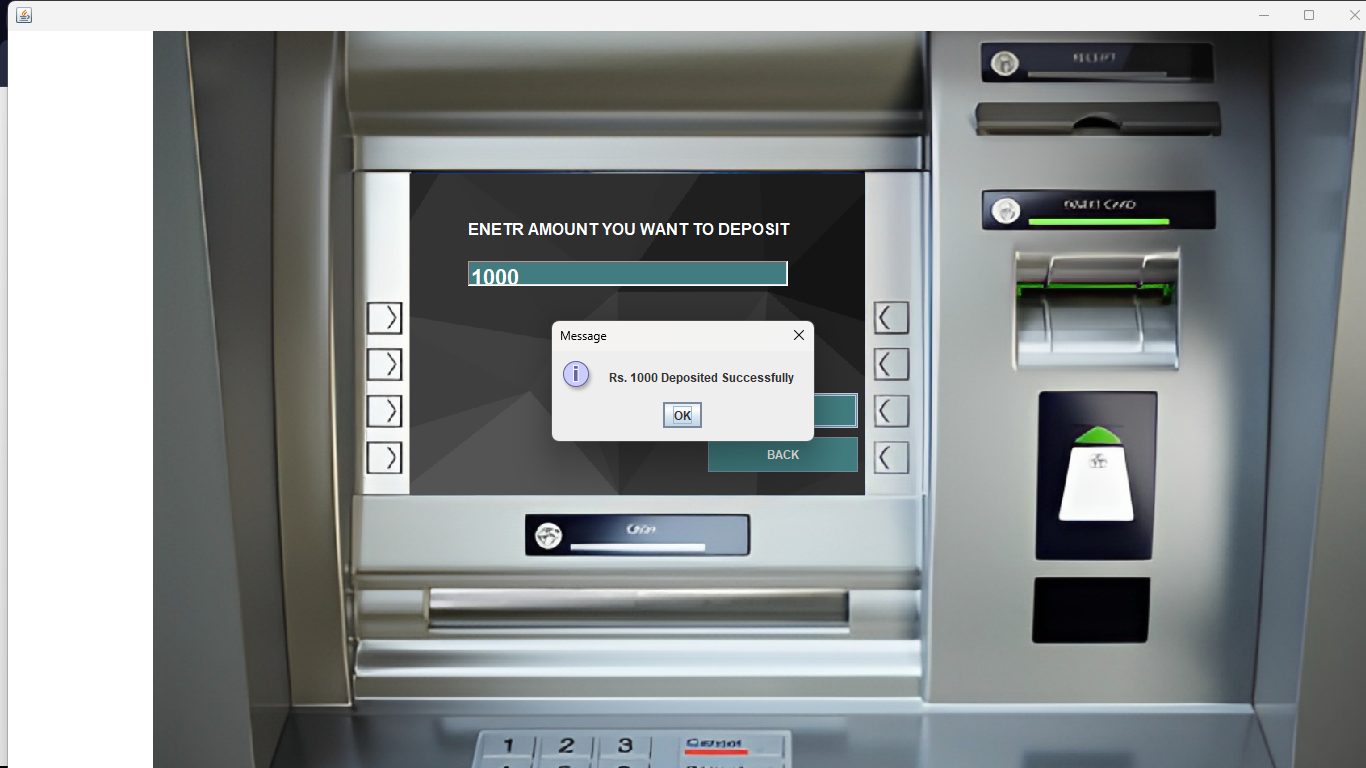 ENETR AMOUNT YOU WANT TO DEPOSIT
1000
Message
Rs. 1000 Deposited Successfully
OK
BACK
1 2 3